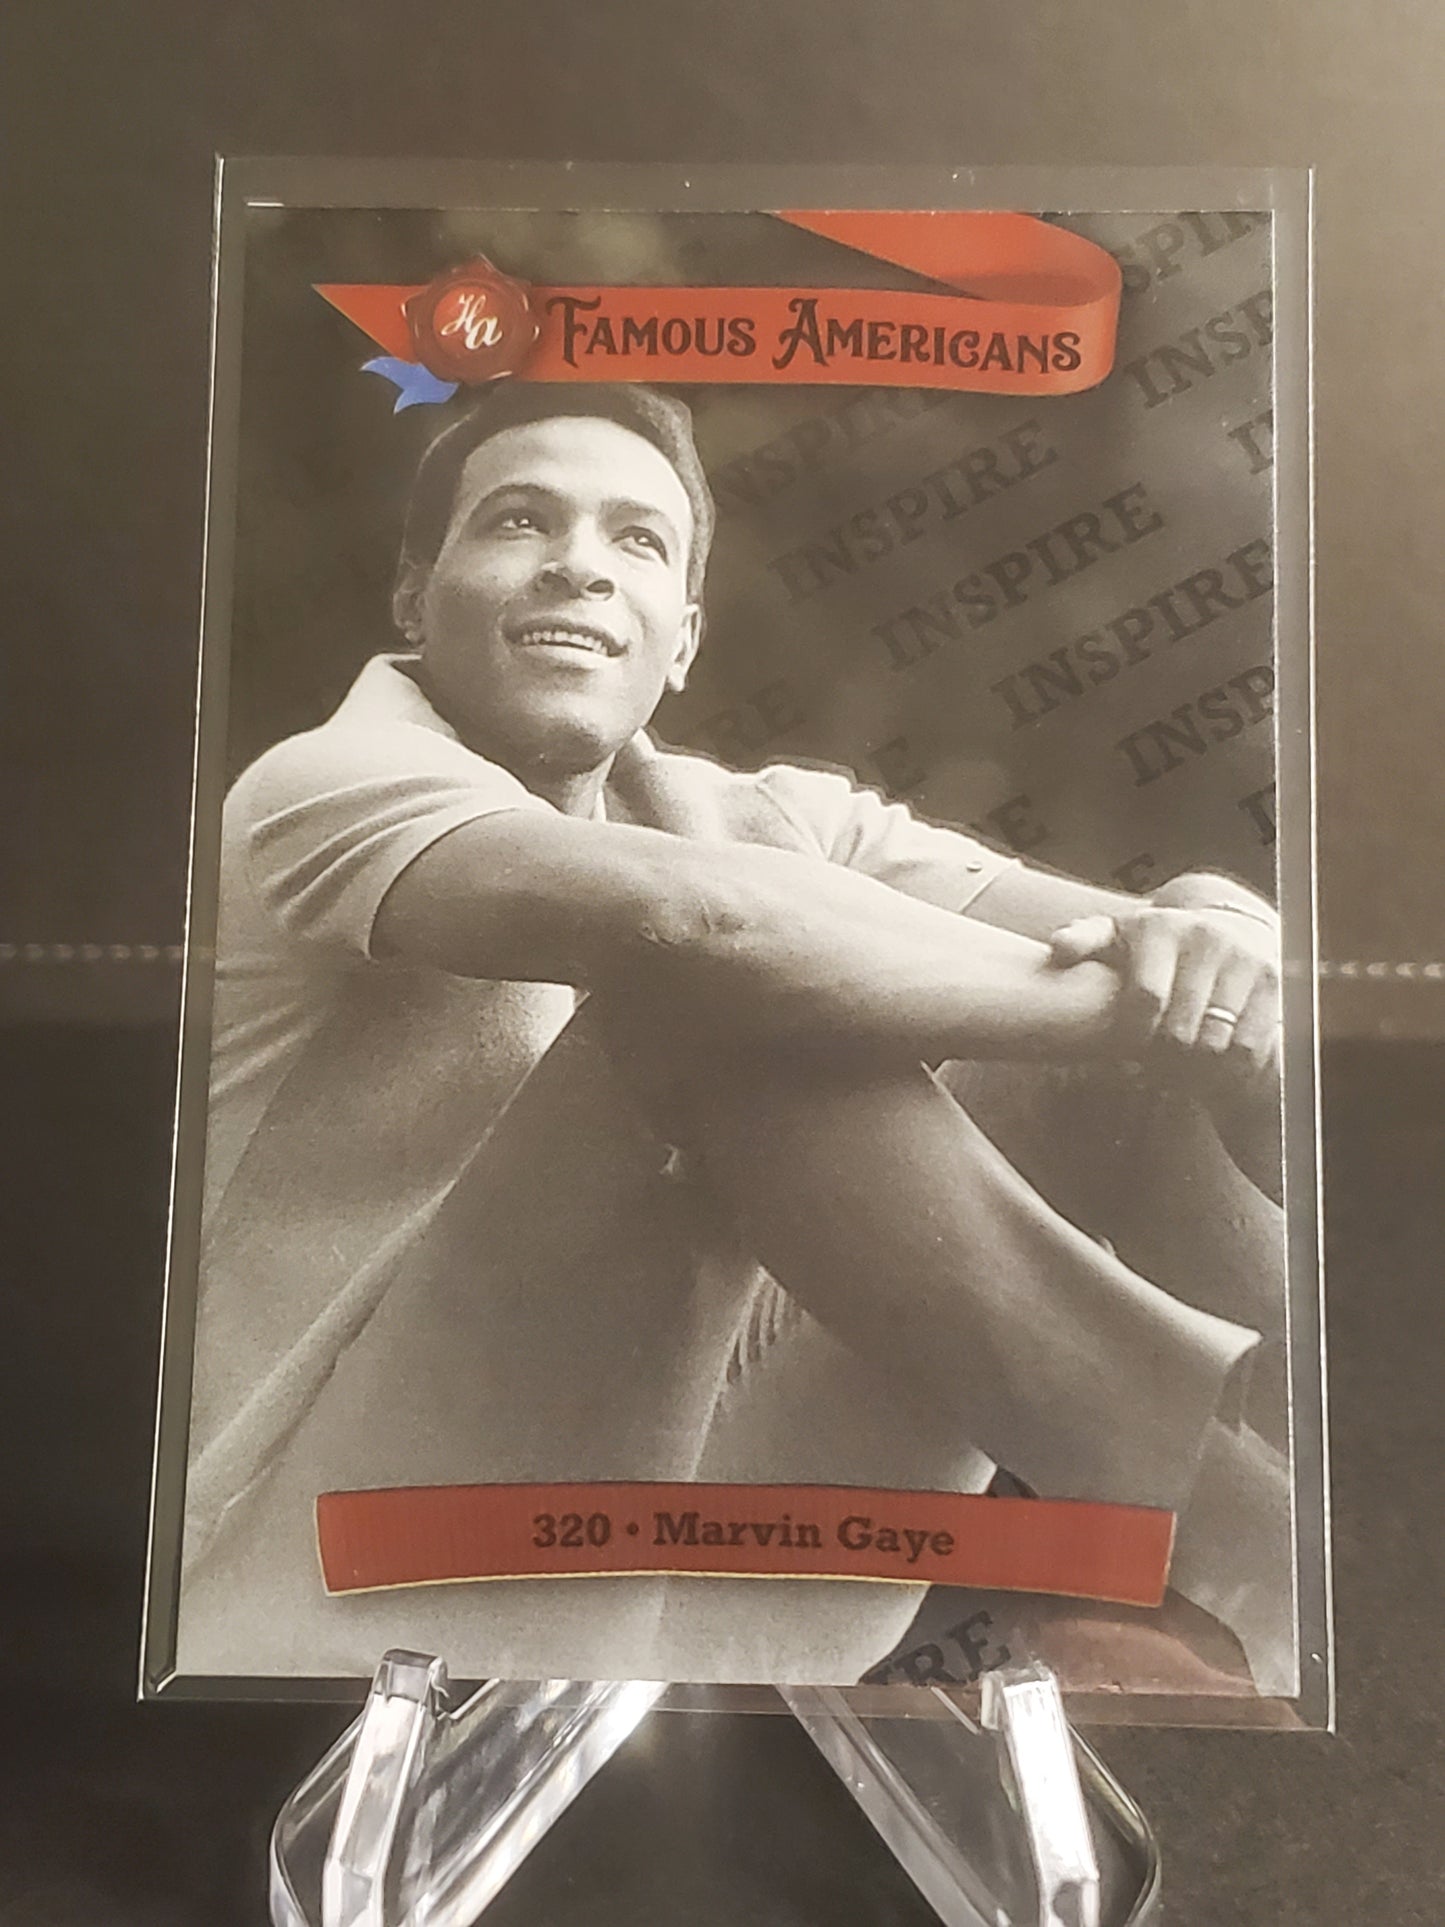 Ha
FAMOUS AMERICANS
INSPIRE
INSPIRE
INSPIRE
INSPIRE
320 • Marvin Gaye